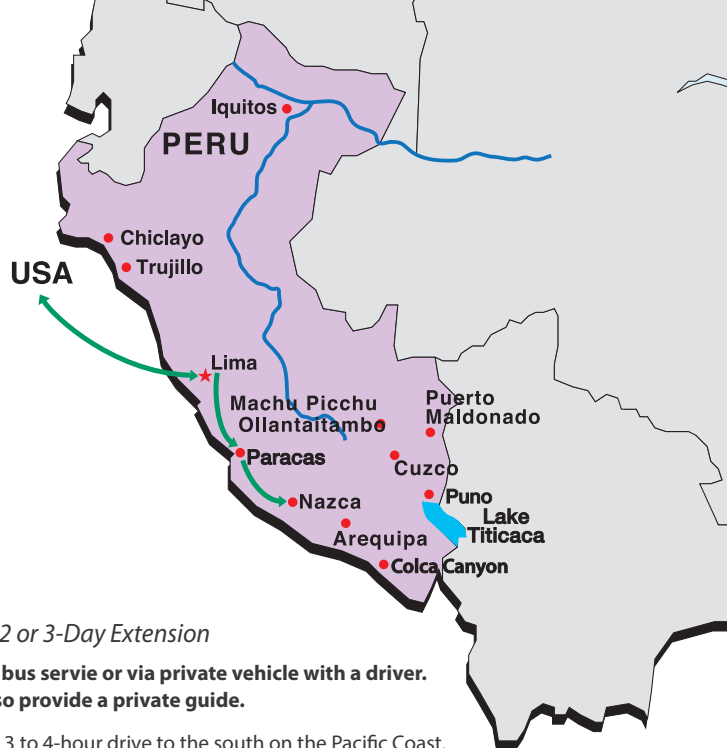 Iquitos
PERU
Chiclayo
Trujillo
USA
Lima
Machu Picchu
Ollantaitambo
Puerto
Maldonado
Paracas
Cuzco
Nazca
Puno
Lake
Titicaca
Arequipa
Colca Canyon
2 or 3-Day Extension
bus servie or via private vehicle with a driver.
so provide a private guide.
3 to 4-hour drive to the south on the Pacific Coast.